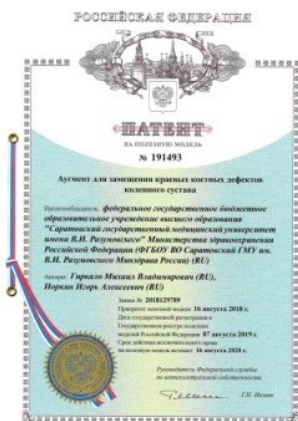 РОССИЙСКАЯ ФЕДЕРАЦИЯ
ПАТЕНТ
НА ПОЛЕЗНУЮ МОДЕЛЬ
№ 191493
Аугмент для замещения краевых костных дефектов
коленного сустава
Патентообладатель: федеральное государственное бюджетное
образовательное учреждение высшего образования
"Саратовский государственный медицинский университет
имени В.И. Разумовского" Министерства здравоохранения
Российской Федерации (ФГБОУ ВО Саратовский ГМУ им.
В.И. Разумовского Минздрава России) (RU)
Авторы: Гиркало Михаил Владимирович (RU),
Норкин Игорь Алексеевич (RU)
Заявка № 2018129789
Приоритет полезной модели 16 августа 2018 г.
Дата государственной регистрации в
Государственном реестре полезных
моделей Российской Федерации 07 августа 2019 г.
Срок действия исключительного права
на полезную модель истекает 16 августа 2028 г.
Руководитель Федеральной службы
по интеллектуальной собственности
Г.П. Ивлиев